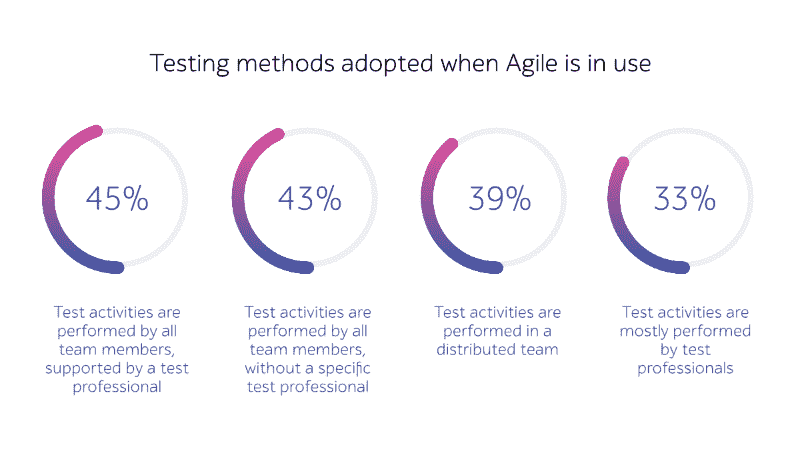 Testing methods adopted when Agile is in use
45%
43%
39%
33%
Test activities are
performed by all
team members,
supported by a test
professional
Test activities are
performed by all
team members,
without a specific
test professional
Test activities are
performed in a
distributed team
Test activities are
mostly performed
by test
professionals